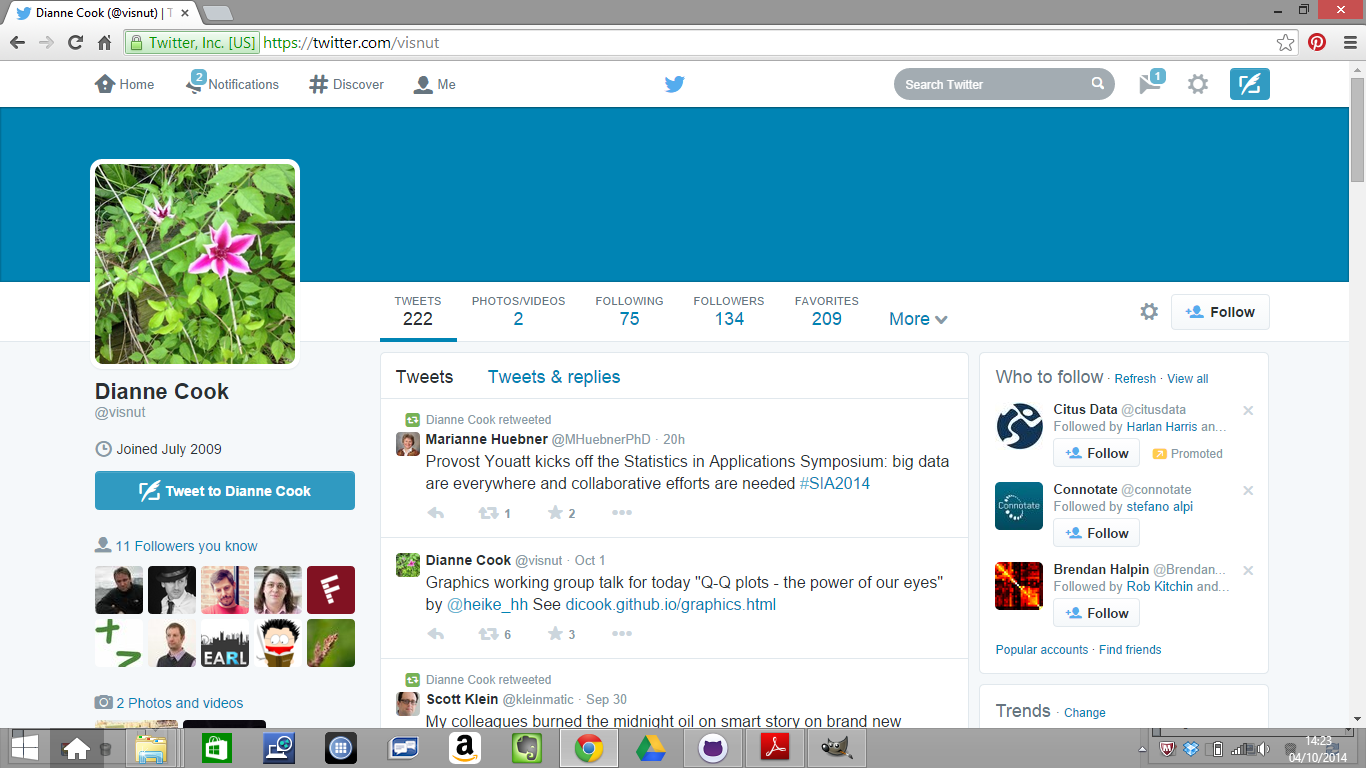 Dianne Cook (@visnut) | T
Twitter, Inc. [US] https://twitter.com/visnut
Home 2 Notifications Discover Me Search Twitter 1
TWEETS PHOTOS/VIDEOS FOLLOWING FOLLOWERS FAVORITES
222 2 75 134 209 More Follow
Dianne Cook
@visnut
Joined July 2009
Tweet to Dianne Cook
11 Followers you know
F
EARL
2 Photos and videos
Tweets Tweets & replies
Dianne Cook retweeted
Marianne Huebner @MHuebnerPhD · 20h
Provost Youatt kicks off the Statistics in Applications Symposium: big data
are everywhere and collaborative efforts are needed #SIA2014
1 2
Dianne Cook @visnut · Oct 1
Graphics working group talk for today "Q-Q plots - the power of our eyes"
by @heike_hh See dicook.github.io/graphics.html
6 3
Dianne Cook retweeted
Scott Klein @kleinmatic · Sep 30
My colleagues burned the midnight oil on smart story on brand new
Who to follow · Refresh · View all
Citus Data @citusdata
Followed by Harlan Harris an...
Follow Promoted
Connotate
Connotate @connotate
Followed by stefano alpi
Follow
Brendan Halpin @Brendan...
Followed by Rob Kitchin and...
Follow
Popular accounts · Find friends
Trends · Change
a
14:23
04/10/2014